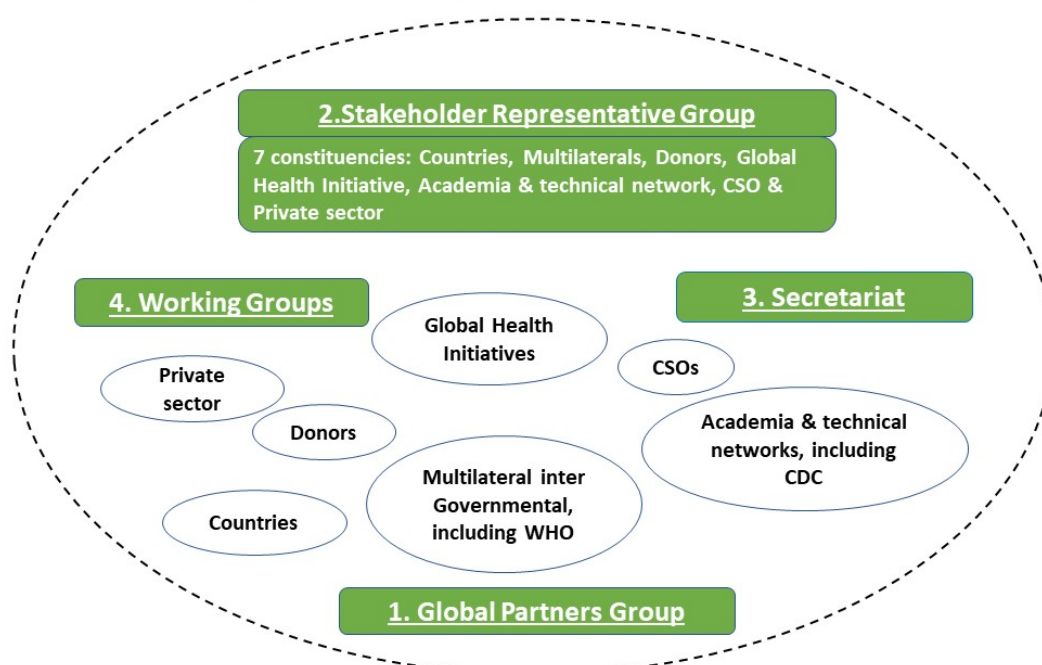 2.Stakeholder Representative Group
7 constituencies: Countries, Multilaterals, Donors, Global
Health Initiative, Academia & technical network, CSO &
Private sector
4. Working Groups
3. Secretariat
Global Health
Initiatives
CSOs
Private
sector
Donors
Academia & technical
networks, including
CDC
Multilateral inter
Governmental,
including WHO
Countries
1. Global Partners Group